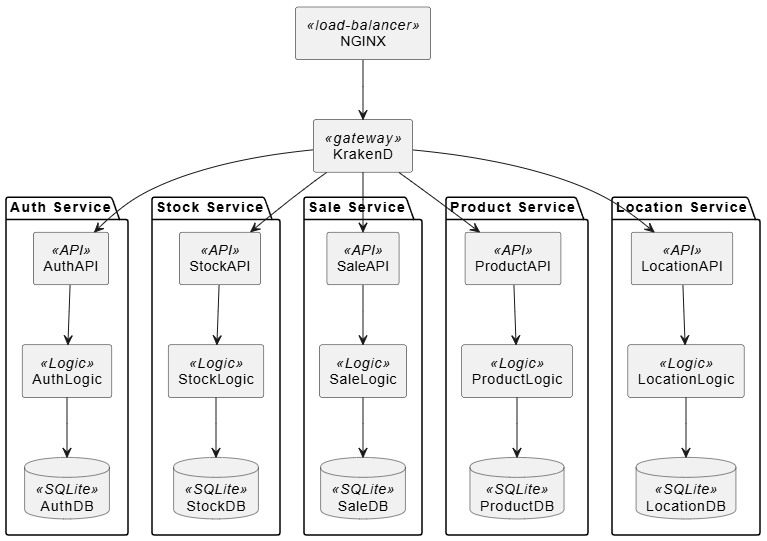 «load-balancer»
NGINX
«gateway»
KrakenD
Auth Service
Stock Service
Sale Service
Product Service
Location Service
«API»
AuthAPI
«API»
StockAPI
«API»
SaleAPI
«API»
ProductAPI
«API»
LocationAPI
«Logic»
AuthLogic
«Logic»
StockLogic
«Logic»
SaleLogic
«Logic»
ProductLogic
«Logic»
LocationLogic
«SQLite»
AuthDB
«SQLite»
StockDB
«SQLite»
SaleDB
«SQLite»
ProductDB
«SQLite»
LocationDB